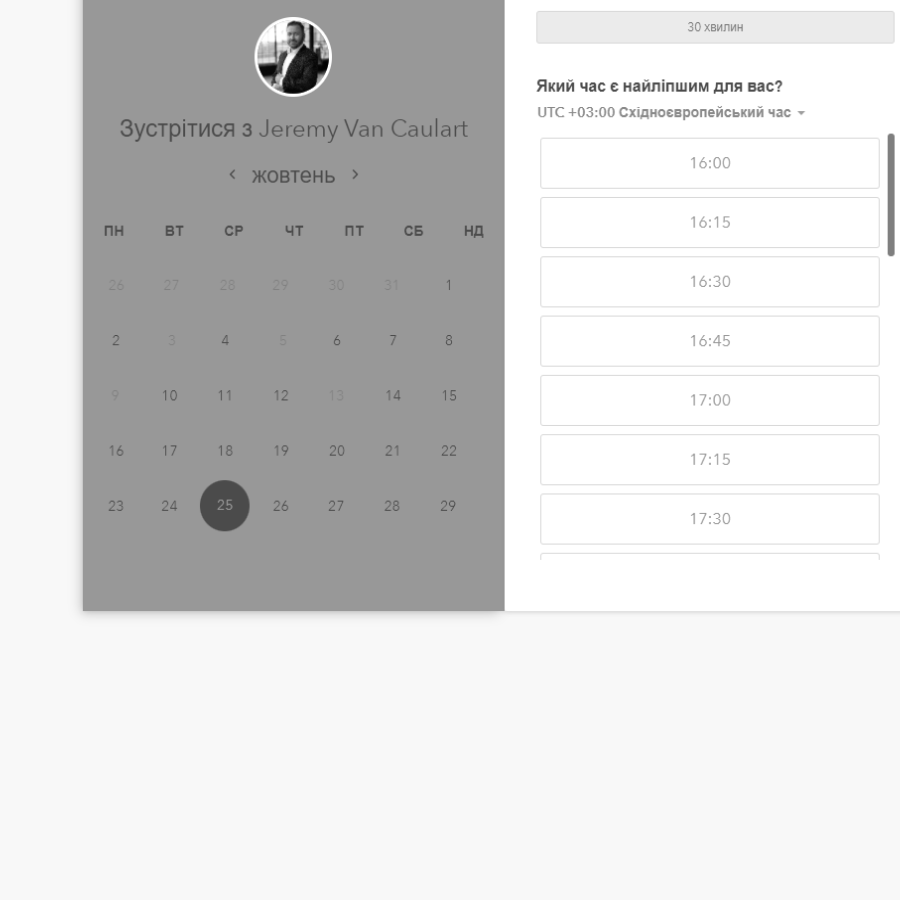 Зустрітися з Jeremy Van Caulart
жовтень
ПН ВТ СР ЧТ ПТ СБ НД
26 27 28 29 30 31 1
2 3 4 5 6 7 8
9 10 11 12 13 14 15
16 17 18 19 20 21 22
23 24 25 26 27 28 29
30 хвилин
Який час є найліпшим для вас?
UTC +03:00 Східноєвропейський час
16:00
16:15
16:30
16:45
17:00
17:15
17:30